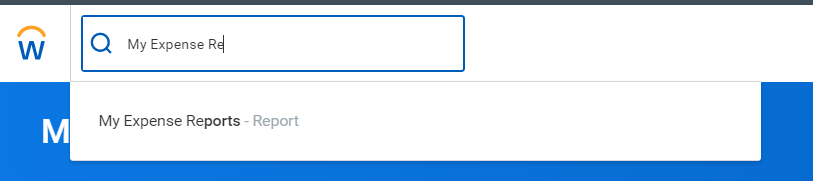 W
My Expense Re
My Expense Reports - Report
M